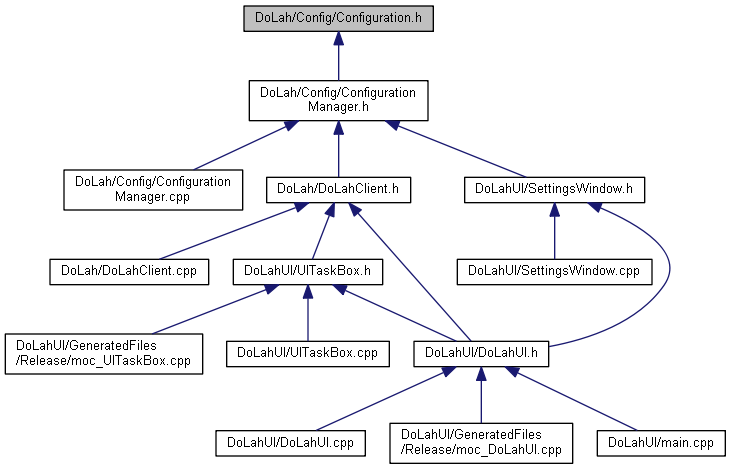 DoLah/Config/Configuration.h
DoLah/Config/Configuration
Manager.h
DoLah/Config/Configuration
Manager.cpp
DoLah/DoLahClient.h
DoLahUI/SettingsWindow.h
DoLah/DoLahClient.cpp
DoLahUI/UITaskBox.h
DoLahUI/SettingsWindow.cpp
DoLahUI/GeneratedFiles
/Release/moc_UITaskBox.cpp
DoLahUI/UITaskBox.cpp
DoLahUI/DoLahUI.h
DoLahUI/DoLahUI.cpp
DoLahUI/GeneratedFiles
/Release/moc_DoLahUI.cpp
DoLahUI/main.cpp